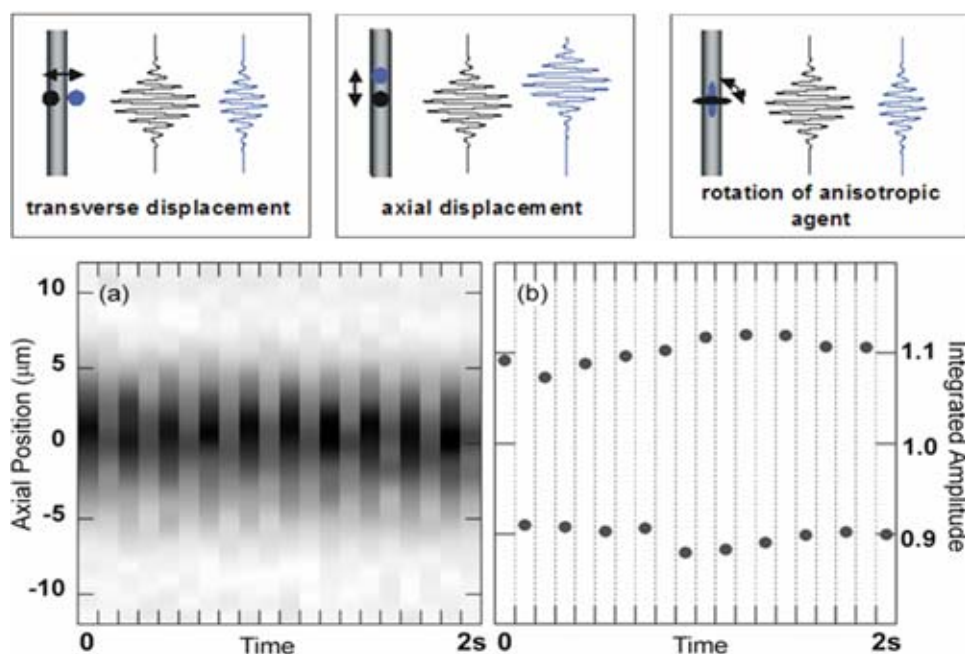 transverse displacement
axial displacement
rotation of anisotropic
agent
(a)
(b)
Axial Position (μm)
10
5
0
-5
-10
0
Time
2s
0
Time
2s
1.1
1.0
0.9
Integrated Amplitude